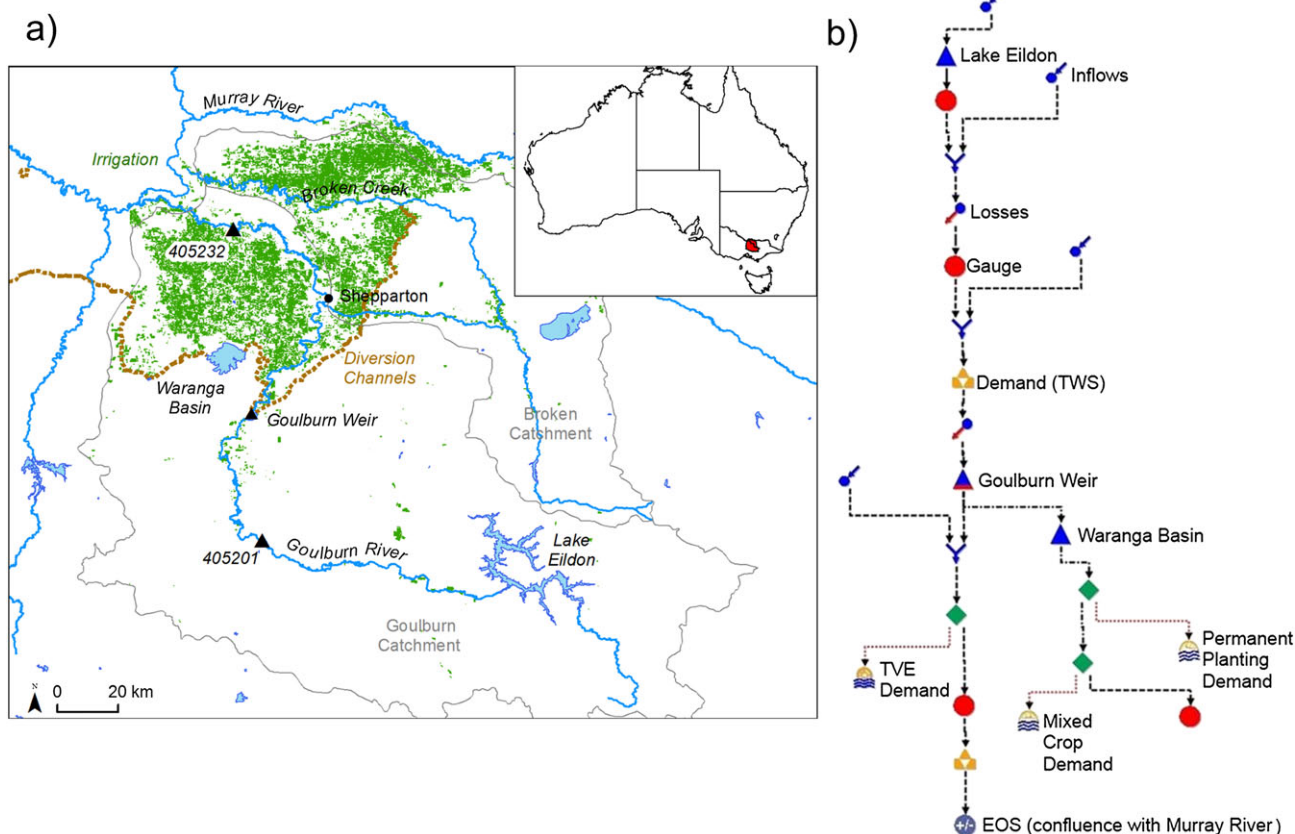 a)
Murray River
Irrigation
Broken Creek
405232
Shepparton
Diversion
Channels
Waranga
Basin
Goulburn Weir
Broken
Catshment
405201
Goulburn River
Lake
Eildon
Goulburn
Catchment
N
0 20 km
b)
Lake Eildon
Inflows
Losses
Gauge
Demand (TWS)
Goulburn Weir
Waranga Basin
TVE
Demand
Permanent
Planting
Demand
Mixed
Crop
Demand
+/-
EOS (confluence with Murray River)